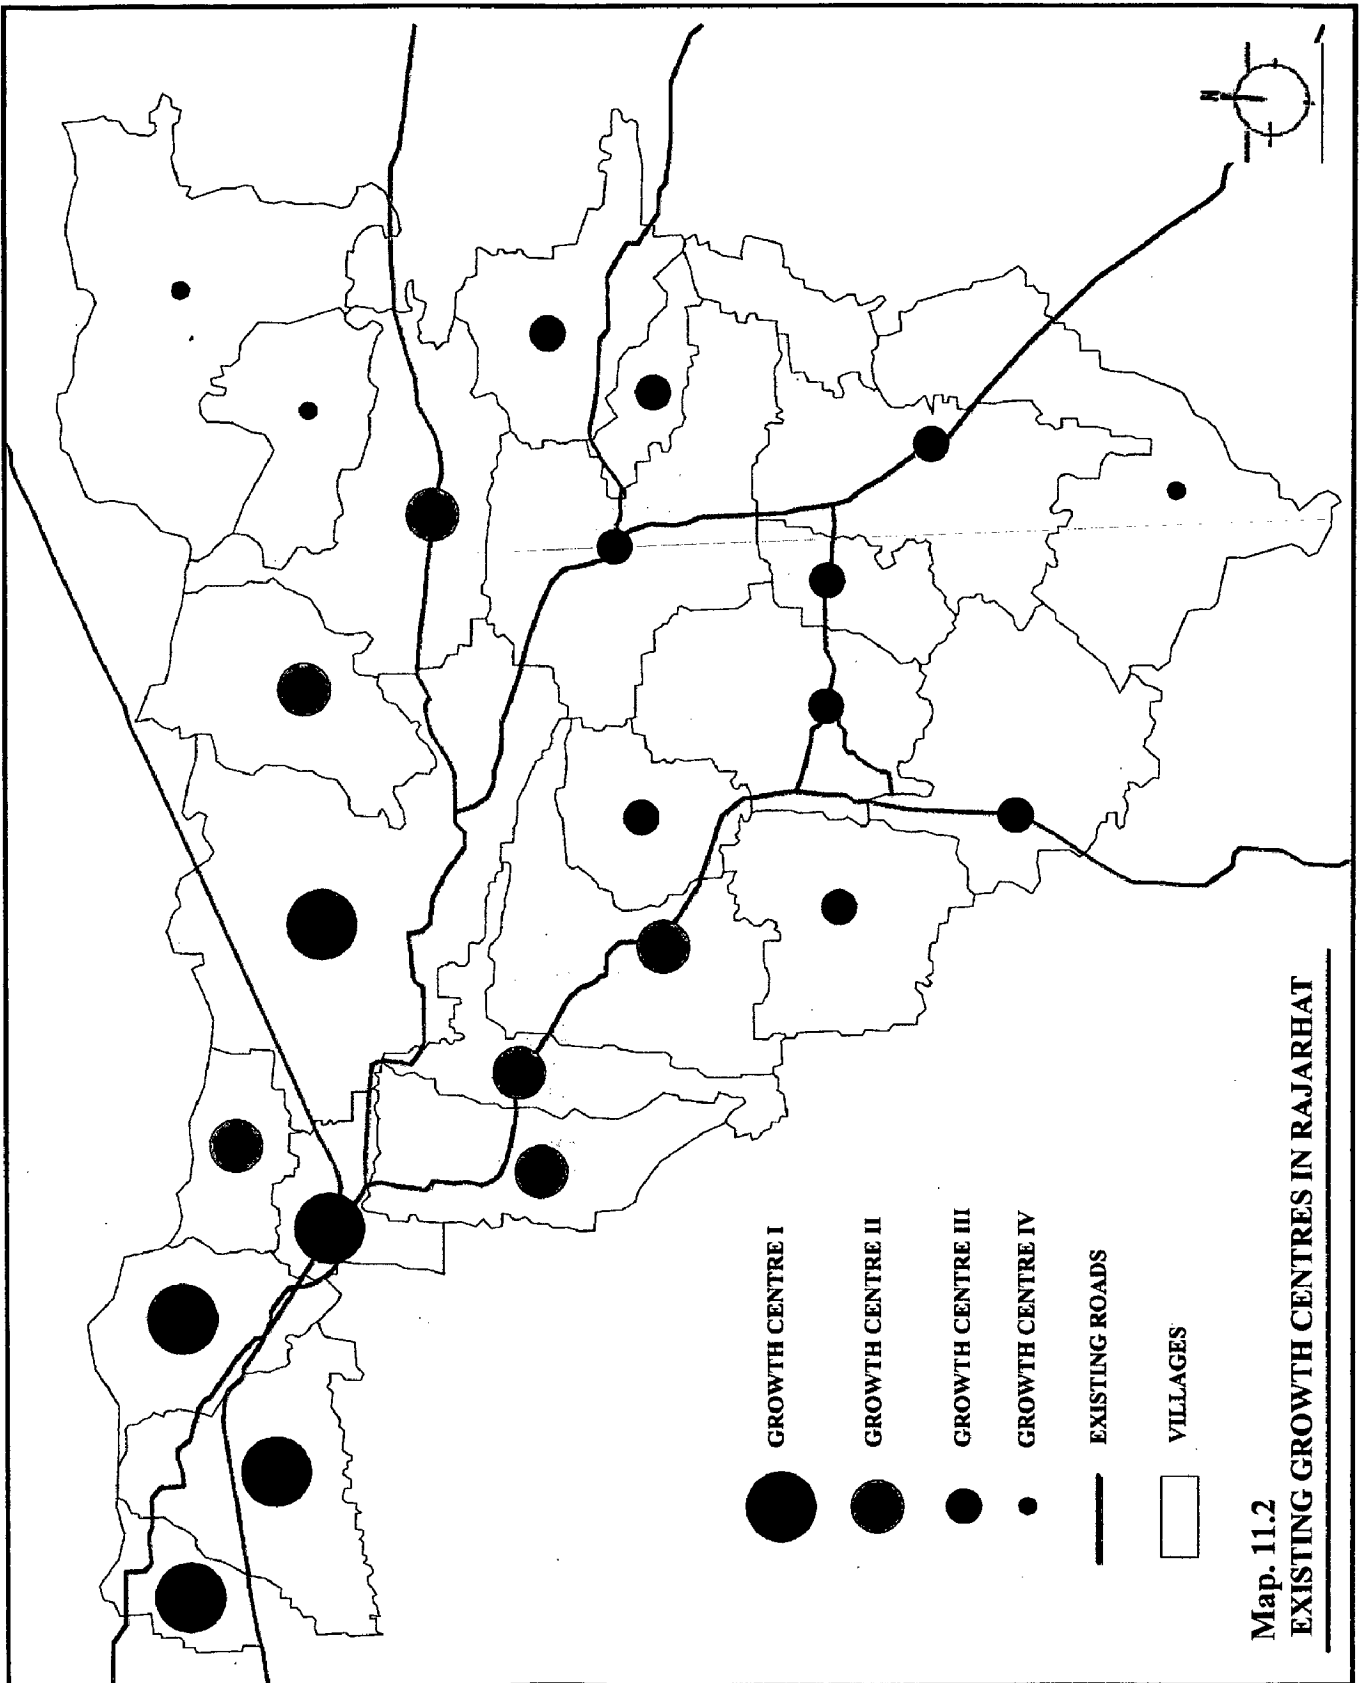 GROWTH CENTRE I
GROWTH CENTRE II
GROWTH CENTRE III
GROWTH CENTRE IV
EXISTING ROADS
VILLAGES
Map. 11.2
EXISTING GROWTH CENTRES IN RAJARHAT
N